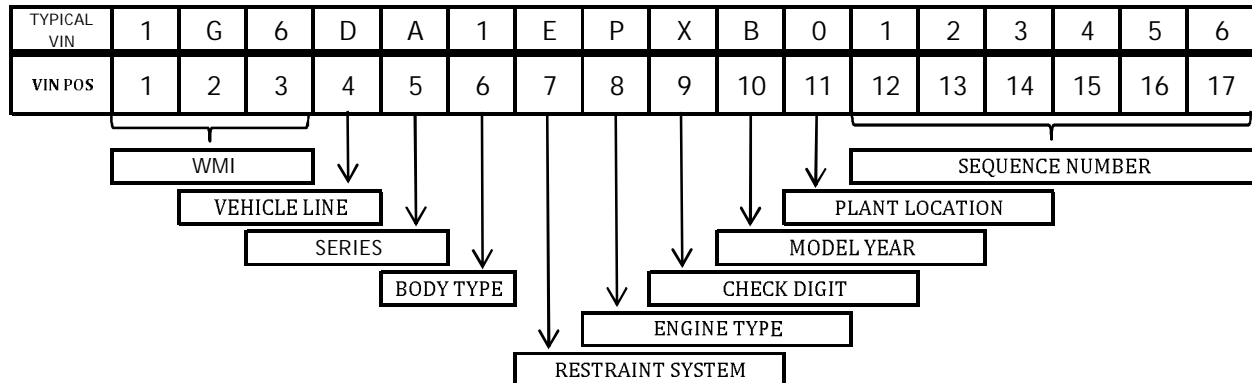 TYPICAL VIN 1 G 6 D A 1 E P X B 0 1 2 3 4 5 6
VIN POS 1 2 3 4 5 6 7 8 9 10 11 12 13 14 15 16 17
WMI SEQUENCE NUMBER
VEHICLE LINE PLANT LOCATION
SERIES MODEL YEAR
BODY TYPE CHECK DIGIT
ENGINE TYPE
RESTRAINT SYSTEM